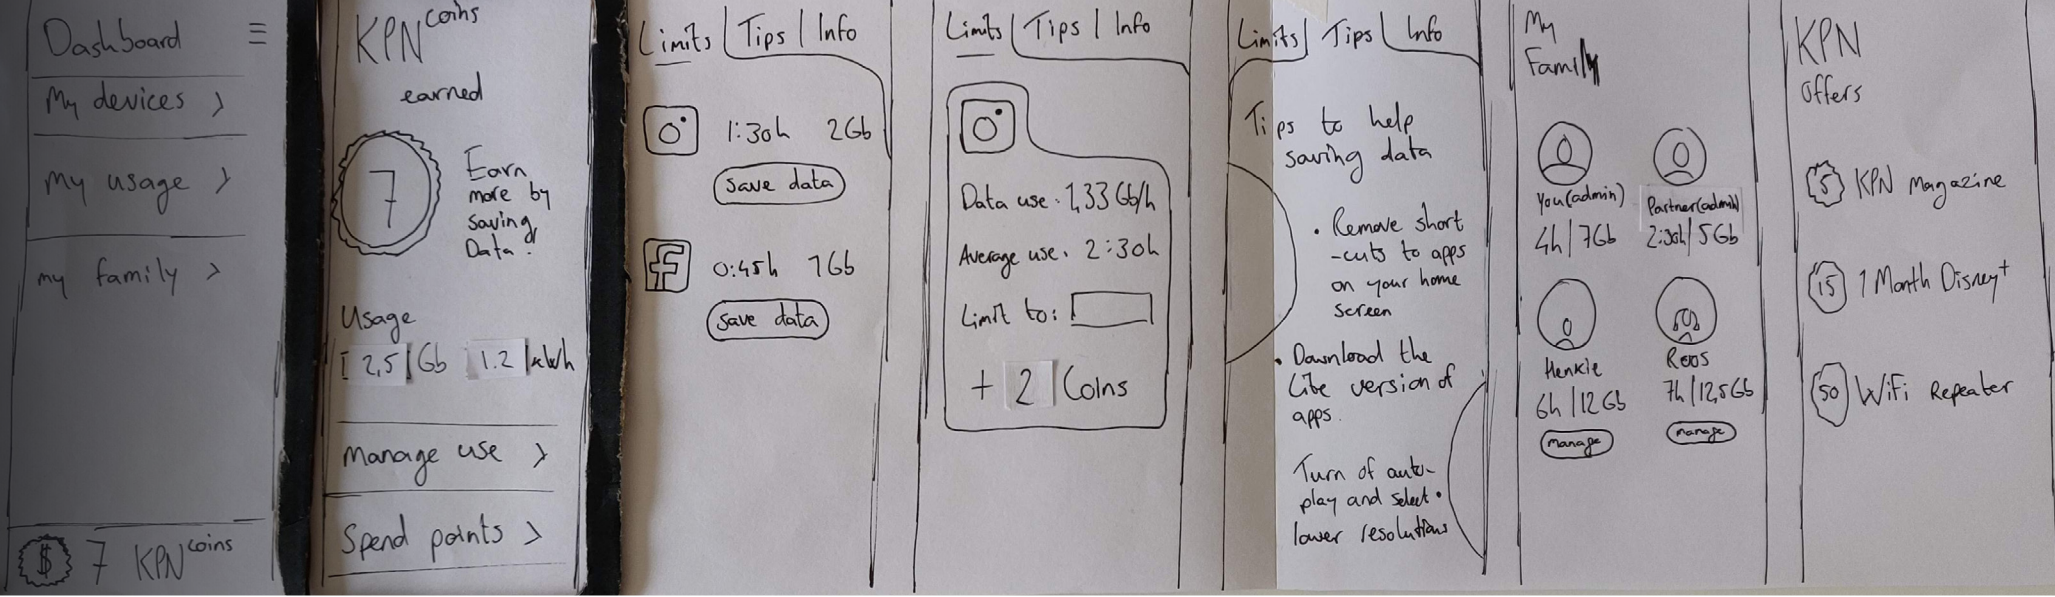 Dashboard
My devices >
My usage >
my family >
$ 7 KPN coins
KPN coins
earned
7
Earn
more by
saving
Data!
Usage
2,5 Gb 1.2 kWh
Manage use >
Spend points >
Limits | Tips | Info
1:30h 2Gb
save data
f 0:45h 1Gb
save data
Limits | Tips | Info
Data use: 1,33 Gb/h
Average use: 2:30h
Limit to:
+ 2 Coins
Limits | Tips | Info
Tips to help
saving data
• Remove short
-cuts to apps
on your home
screen
• Download the
Lite version of
apps.
Turn of auto-
play and select •
lower resolutions
My
Family
You(admin)
4h | 7Gb
Partner(admin)
2:30h | 5Gb
Henkie
6h | 12Gb
manage
Roos
7h | 12,5Gb
manage
KPN
Offers
5 KPN Magazine
15 1 Month Disney+
50 WiFi Repeater